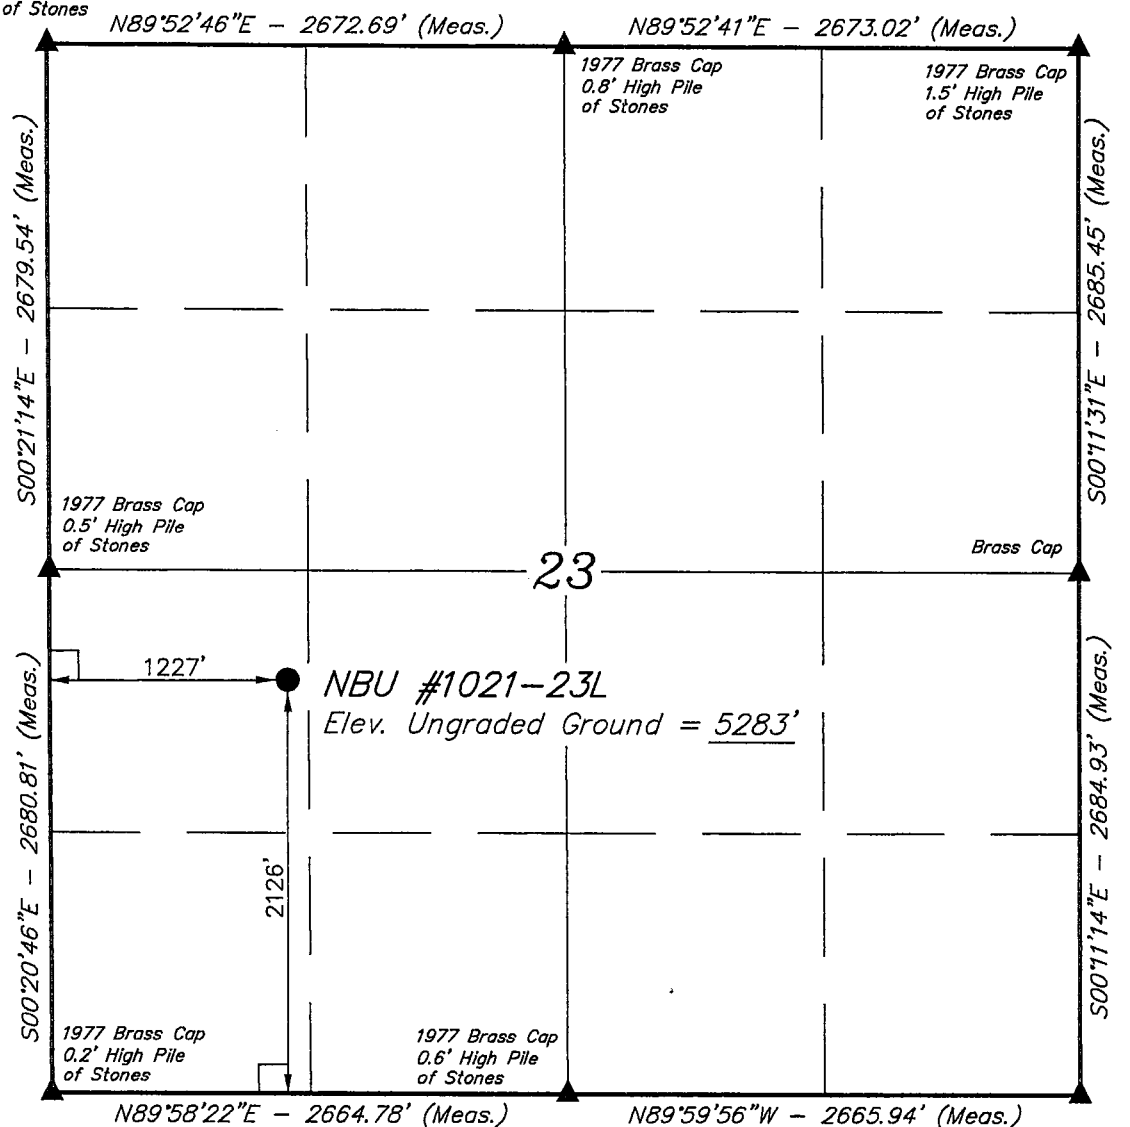 of Stones
N89°52'46"E - 2672.69' (Meas.)
N89°52'41"E - 2673.02' (Meas.)
1977 Brass Cap
0.8' High Pile
of Stones
1977 Brass Cap
1.5' High Pile
of Stones
S00°21'14"E - 2679.54' (Meas.)
S00°11'31"E - 2685.45' (Meas.)
1977 Brass Cap
0.5' High Pile
of Stones
Brass Cap
23
1227'
NBU #1021-23L
Elev. Ungraded Ground = 5283'
S00°20'46"E - 2680.81' (Meas.)
S00°11'14"E - 2684.93' (Meas.)
2126'
1977 Brass Cap
0.2' High Pile
of Stones
1977 Brass Cap
0.6' High Pile
of Stones
N89°58'22"E - 2664.78' (Meas.)
N89°59'56"W - 2665.94' (Meas.)